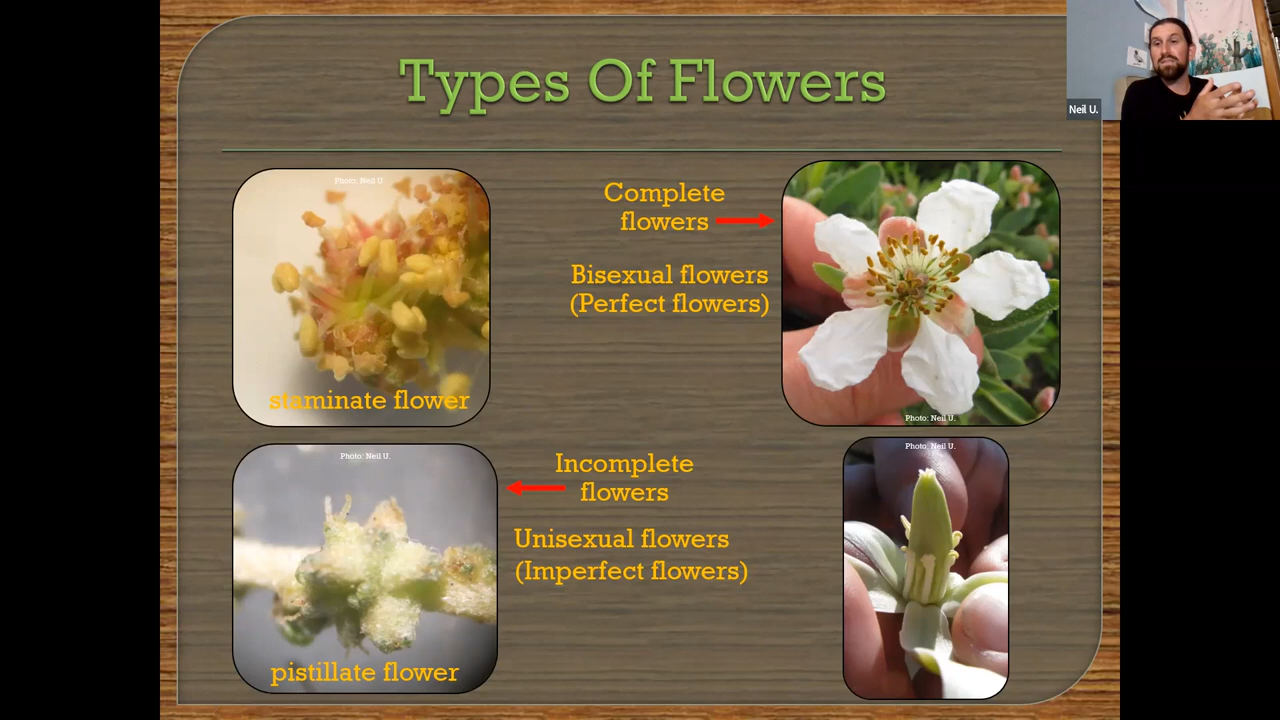 Types Of Flowers
Neil U.
Photo: Neil U
staminate flower
Complete
flowers
Bisexual flowers
(Perfect flowers)
Photo: Neil U.
Photo: Neil U.
pistillate flower
Incomplete
flowers
Unisexual flowers
(Imperfect flowers)
Photo: Neil U.